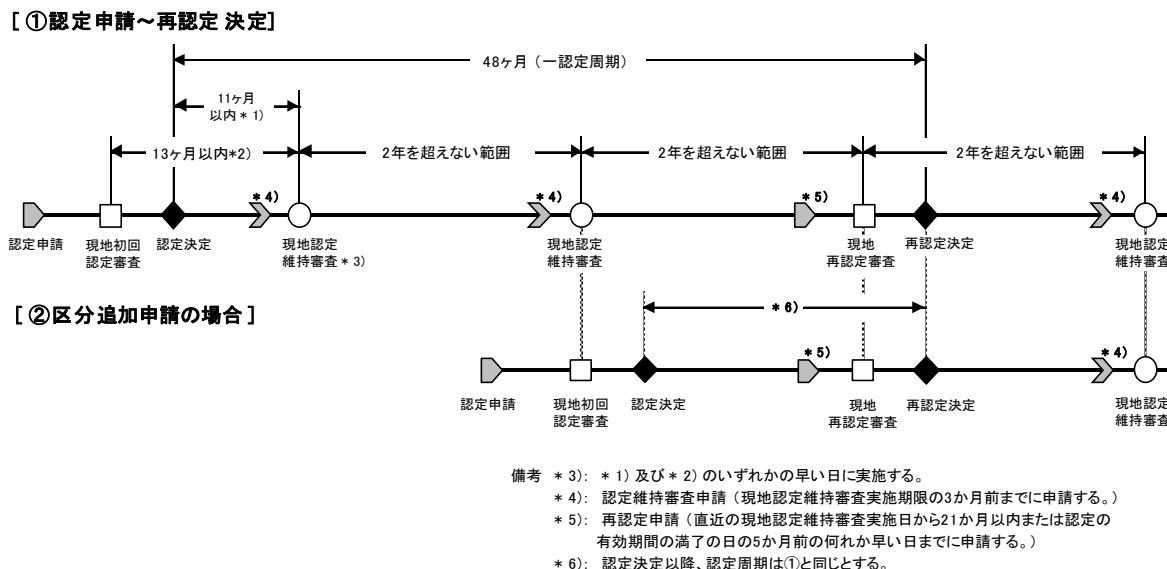 [ ①認定申請～再認定 決定]
48ヶ月（一認定周期）
11ヶ月
以内＊1)
13ヶ月以内*2)
2年を超えない範囲
2年を超えない範囲
2年を超えない範囲
＊4)
＊4)
＊5)
＊4)
認定申請
現地初回
認定審査
認定決定
現地認定
維持審査＊3)
現地認定
維持審査
現地
再認定審査
再認定決定
現地認定
維持審査
[ ②区分追加申請の場合 ]
＊6)
＊5)
＊4)
認定申請
現地初回
認定審査
認定決定
現地
再認定審査
再認定決定
現地認定
維持審査
備考 ＊3)： ＊1) 及び＊2) のいずれかの早い日に実施する。
＊4)： 認定維持審査申請（現地認定維持審査実施期限の3か月前までに申請する。）
＊5)： 再認定申請（直近の現地認定維持審査実施日から21か月以内または認定の
有効期間の満了の日の5か月前の何れか早い日までに申請する。）
＊6)： 認定決定以降、認定周期は①と同じとする。